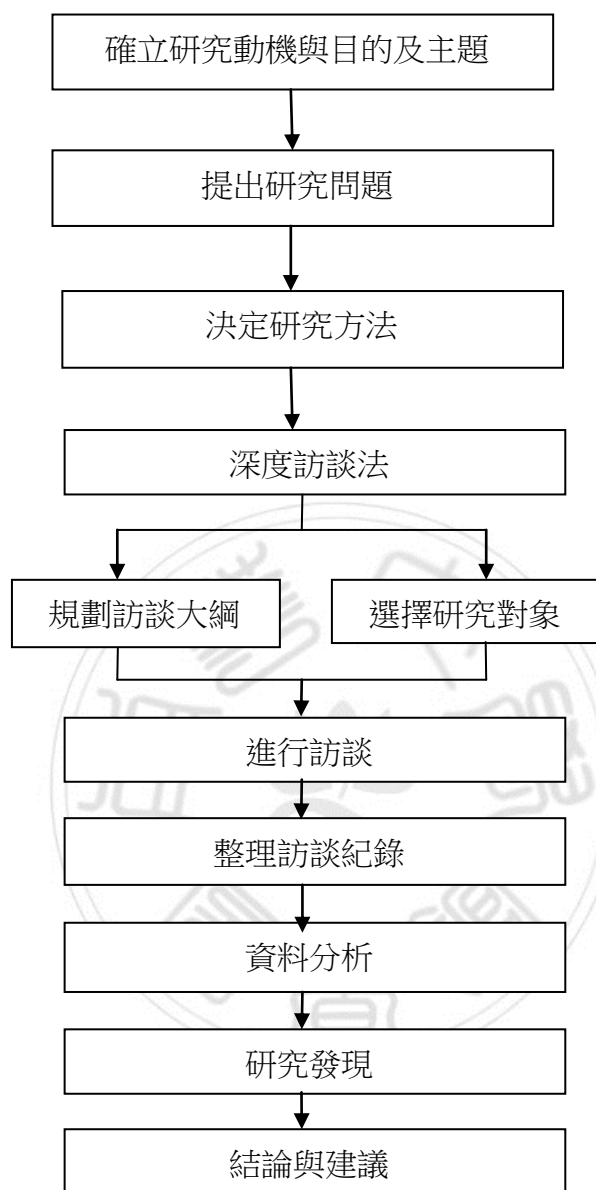 確立研究動機與目的及主題
提出研究問題
決定研究方法
深度訪談法
規劃訪談大綱
選擇研究對象
進行訪談
整理訪談紀錄
資料分析
研究發現
結論與建議